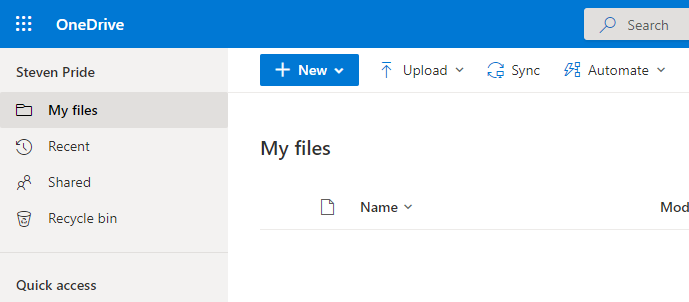 OneDrive
Search
Steven Pride
My files
Recent
Shared
Recycle bin
Quick access
New
Upload
Sync
Automate
My files
Name
Mod